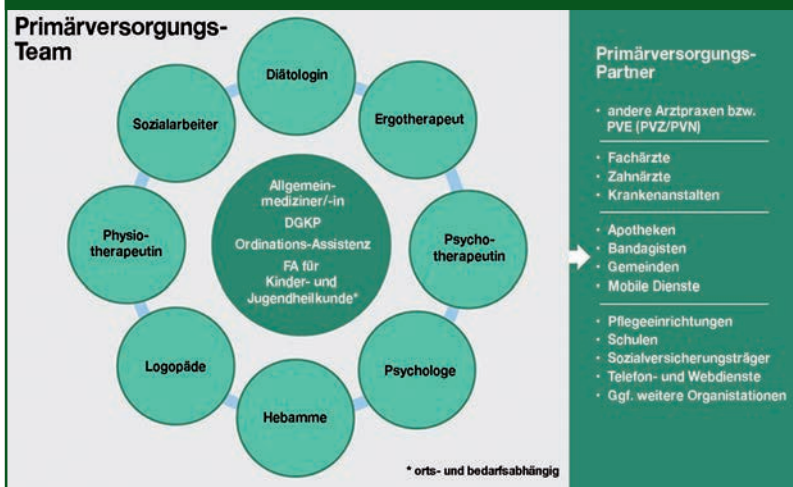 Primärversorgungs-
Team
Diätologin
Ergotherapeut
Psycho-
therapeutin
Psychologe
Hebamme
Logopäde
Physio-
therapeutin
Sozialarbeiter
Allgemein-
mediziner/-in
DGKP
Ordinations-Assistenz
FA für
Kinder- und
Jugendheilkunde*
* orts- und bedarfsabhängig
Primärversorgungs-
Partner
• andere Arztpraxen bzw.
PVE (PVZ/PVN)
• Fachärzte
• Zahnärzte
• Krankenanstalten
• Apotheken
• Bandagisten
• Gemeinden
• Mobile Dienste
• Pflegeeinrichtungen
• Schulen
• Sozialversicherungsträger
• Telefon- und Webdienste
• Ggf. weitere Organistationen